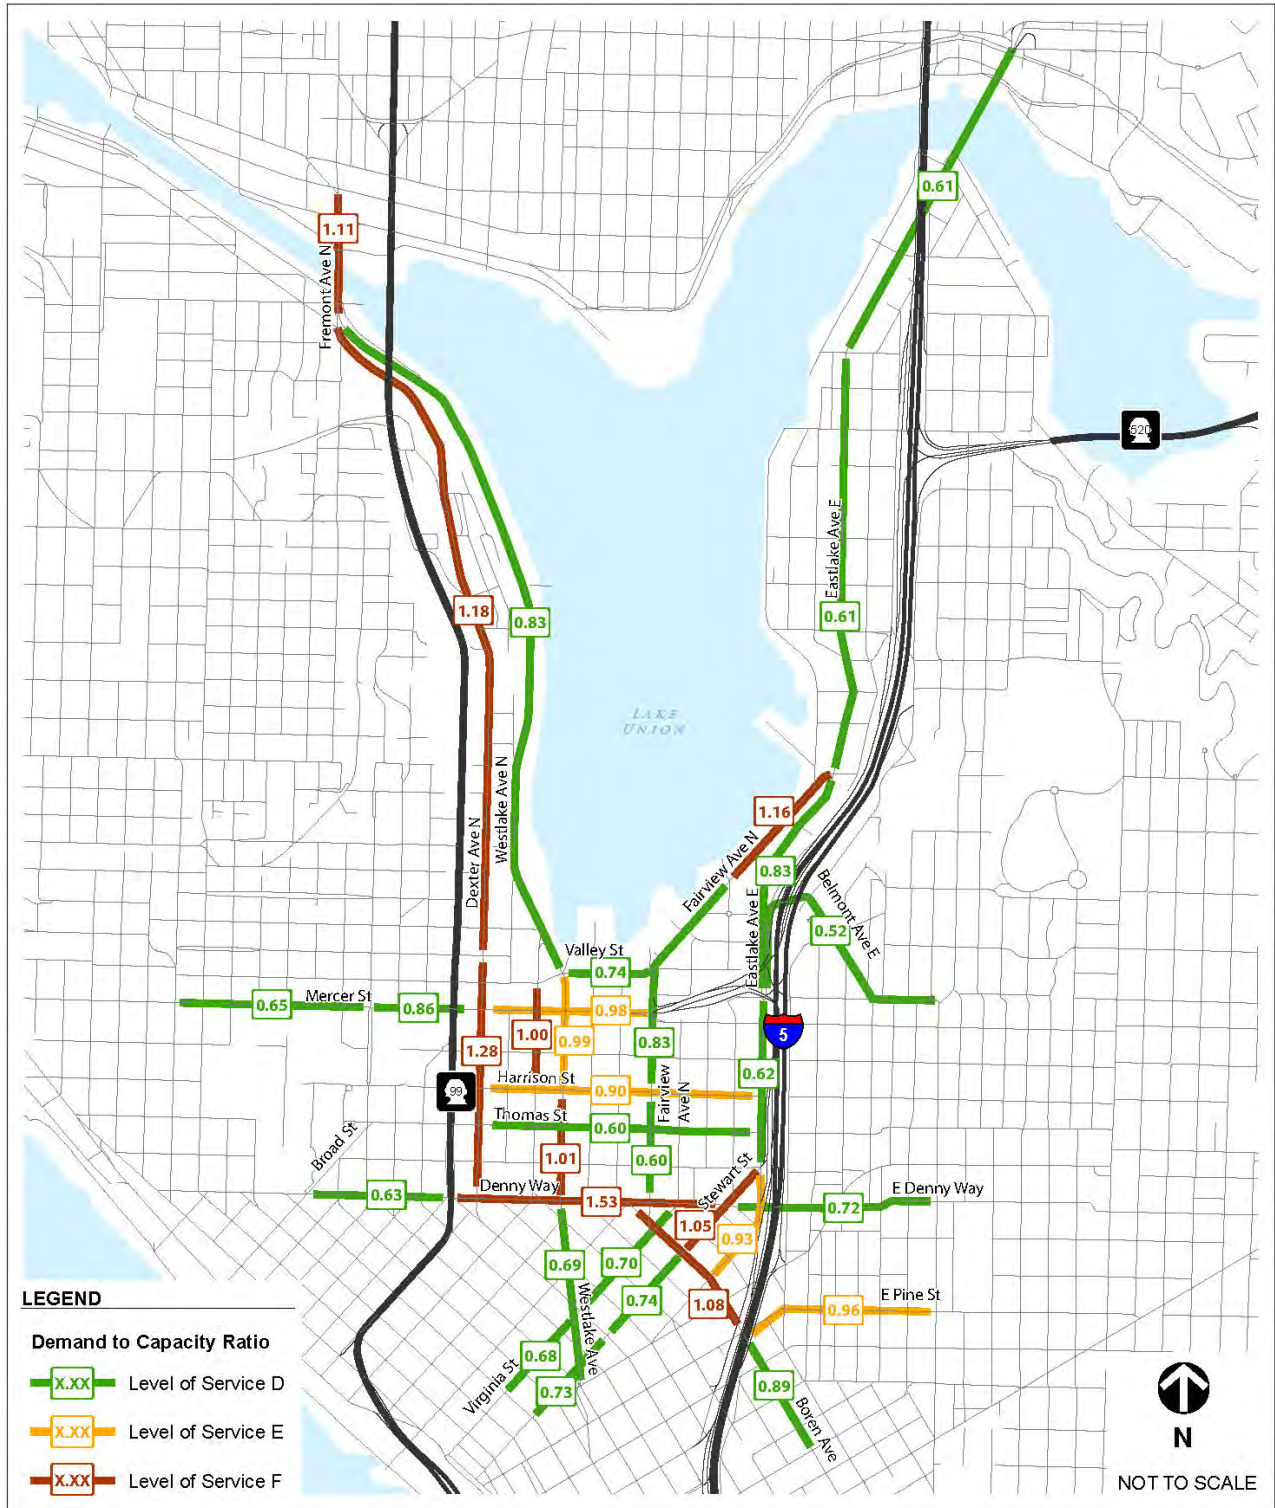 0.61
1.11
Fremont Ave N
520
Eastlake Ave E
1.18
0.83
0.61
LAKE
UNION
Westlake Ave N
Dexter Ave N
1.16
Fairview Ave N
0.83
Belmont Ave E
Eastlake Ave E
0.52
Valley St
0.74
Mercer St
0.65
0.86
0.98
1.00
0.99
0.83
5
1.28
0.62
Harrison St
0.90
99
Fairview
Ave N
Thomas St
0.60
Broad St
1.01
0.60
Stewart St
Denny Way
0.63
1.53
E Denny Way
0.72
1.05
0.93
0.69
0.70
0.74
1.08
E Pine St
0.96
Westlake Ave
0.68
Virginia St
0.73
0.89
Boren Ave
LEGEND
Demand to Capacity Ratio
X.XX Level of Service D
X.XX Level of Service E
X.XX Level of Service F
N
NOT TO SCALE